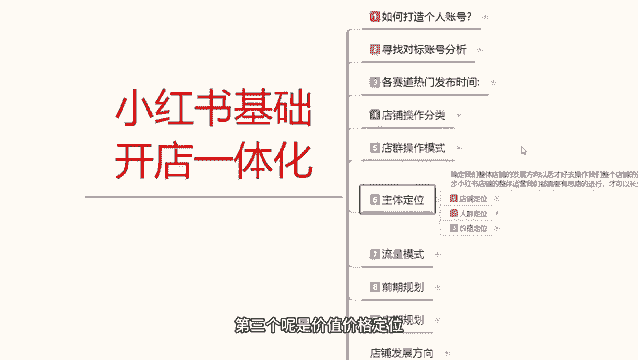 小红书基础
开店一体化
1 如何打造个人账号?
2 寻找对标账号分析
3 各赛道热门发布时间:
4 店铺操作分类
5 店群操作模式
6 主体定位
店铺定位
人群定位
价格定位
7 流量模式
8 前期规划
期规划
店铺发展方向
第三个呢是价值价格定位